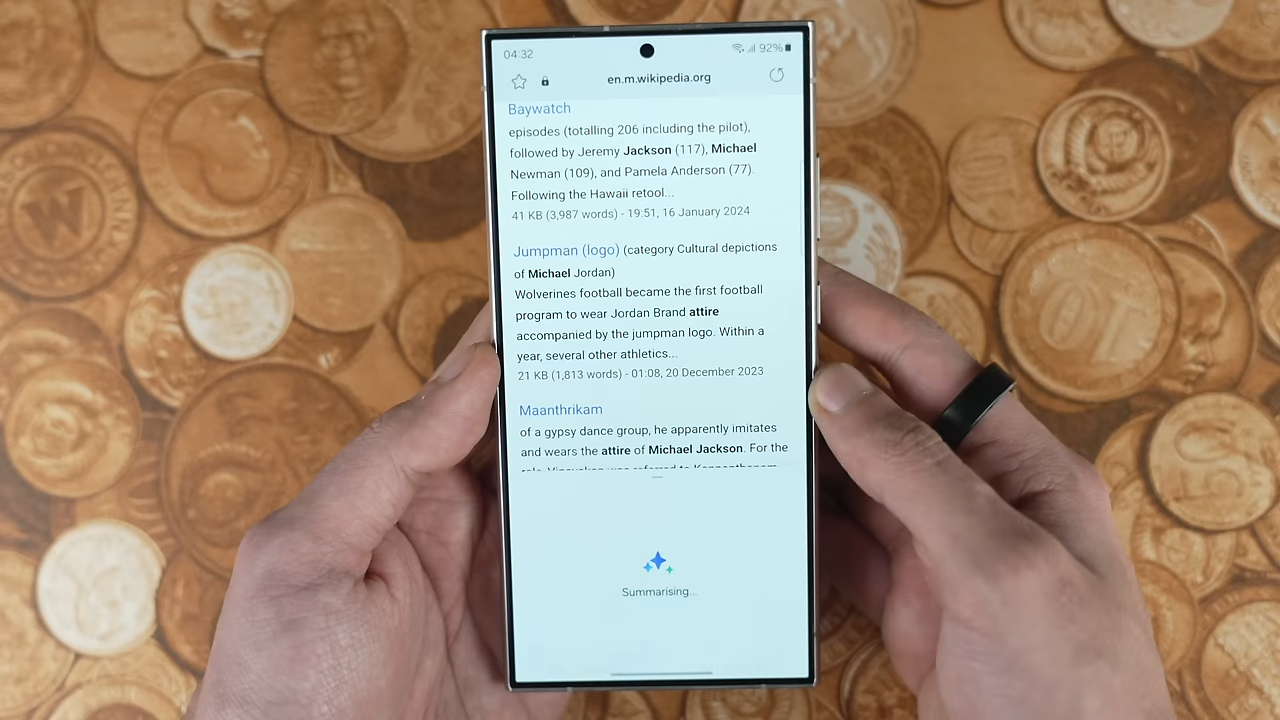 04:32
92%
en.m.wikipedia.org
Baywatch
episodes (totalling 206 including the pilot),
followed by Jeremy Jackson (117), Michael
Newman (109), and Pamela Anderson (77).
Following the Hawaii retool...
41 KB (3,987 words) - 19:51, 16 January 2024
Jumpman (logo) (category Cultural depictions
of Michael Jordan)
Wolverines football became the first football
program to wear Jordan Brand attire
accompanied by the jumpman logo. Within a
year, several other athletics...
21 KB (1,813 words) - 01:08, 20 December 2023
Maanthrikam
of a gypsy dance group, he apparently imitates
and wears the attire of Michael Jackson. For the
Summarising...